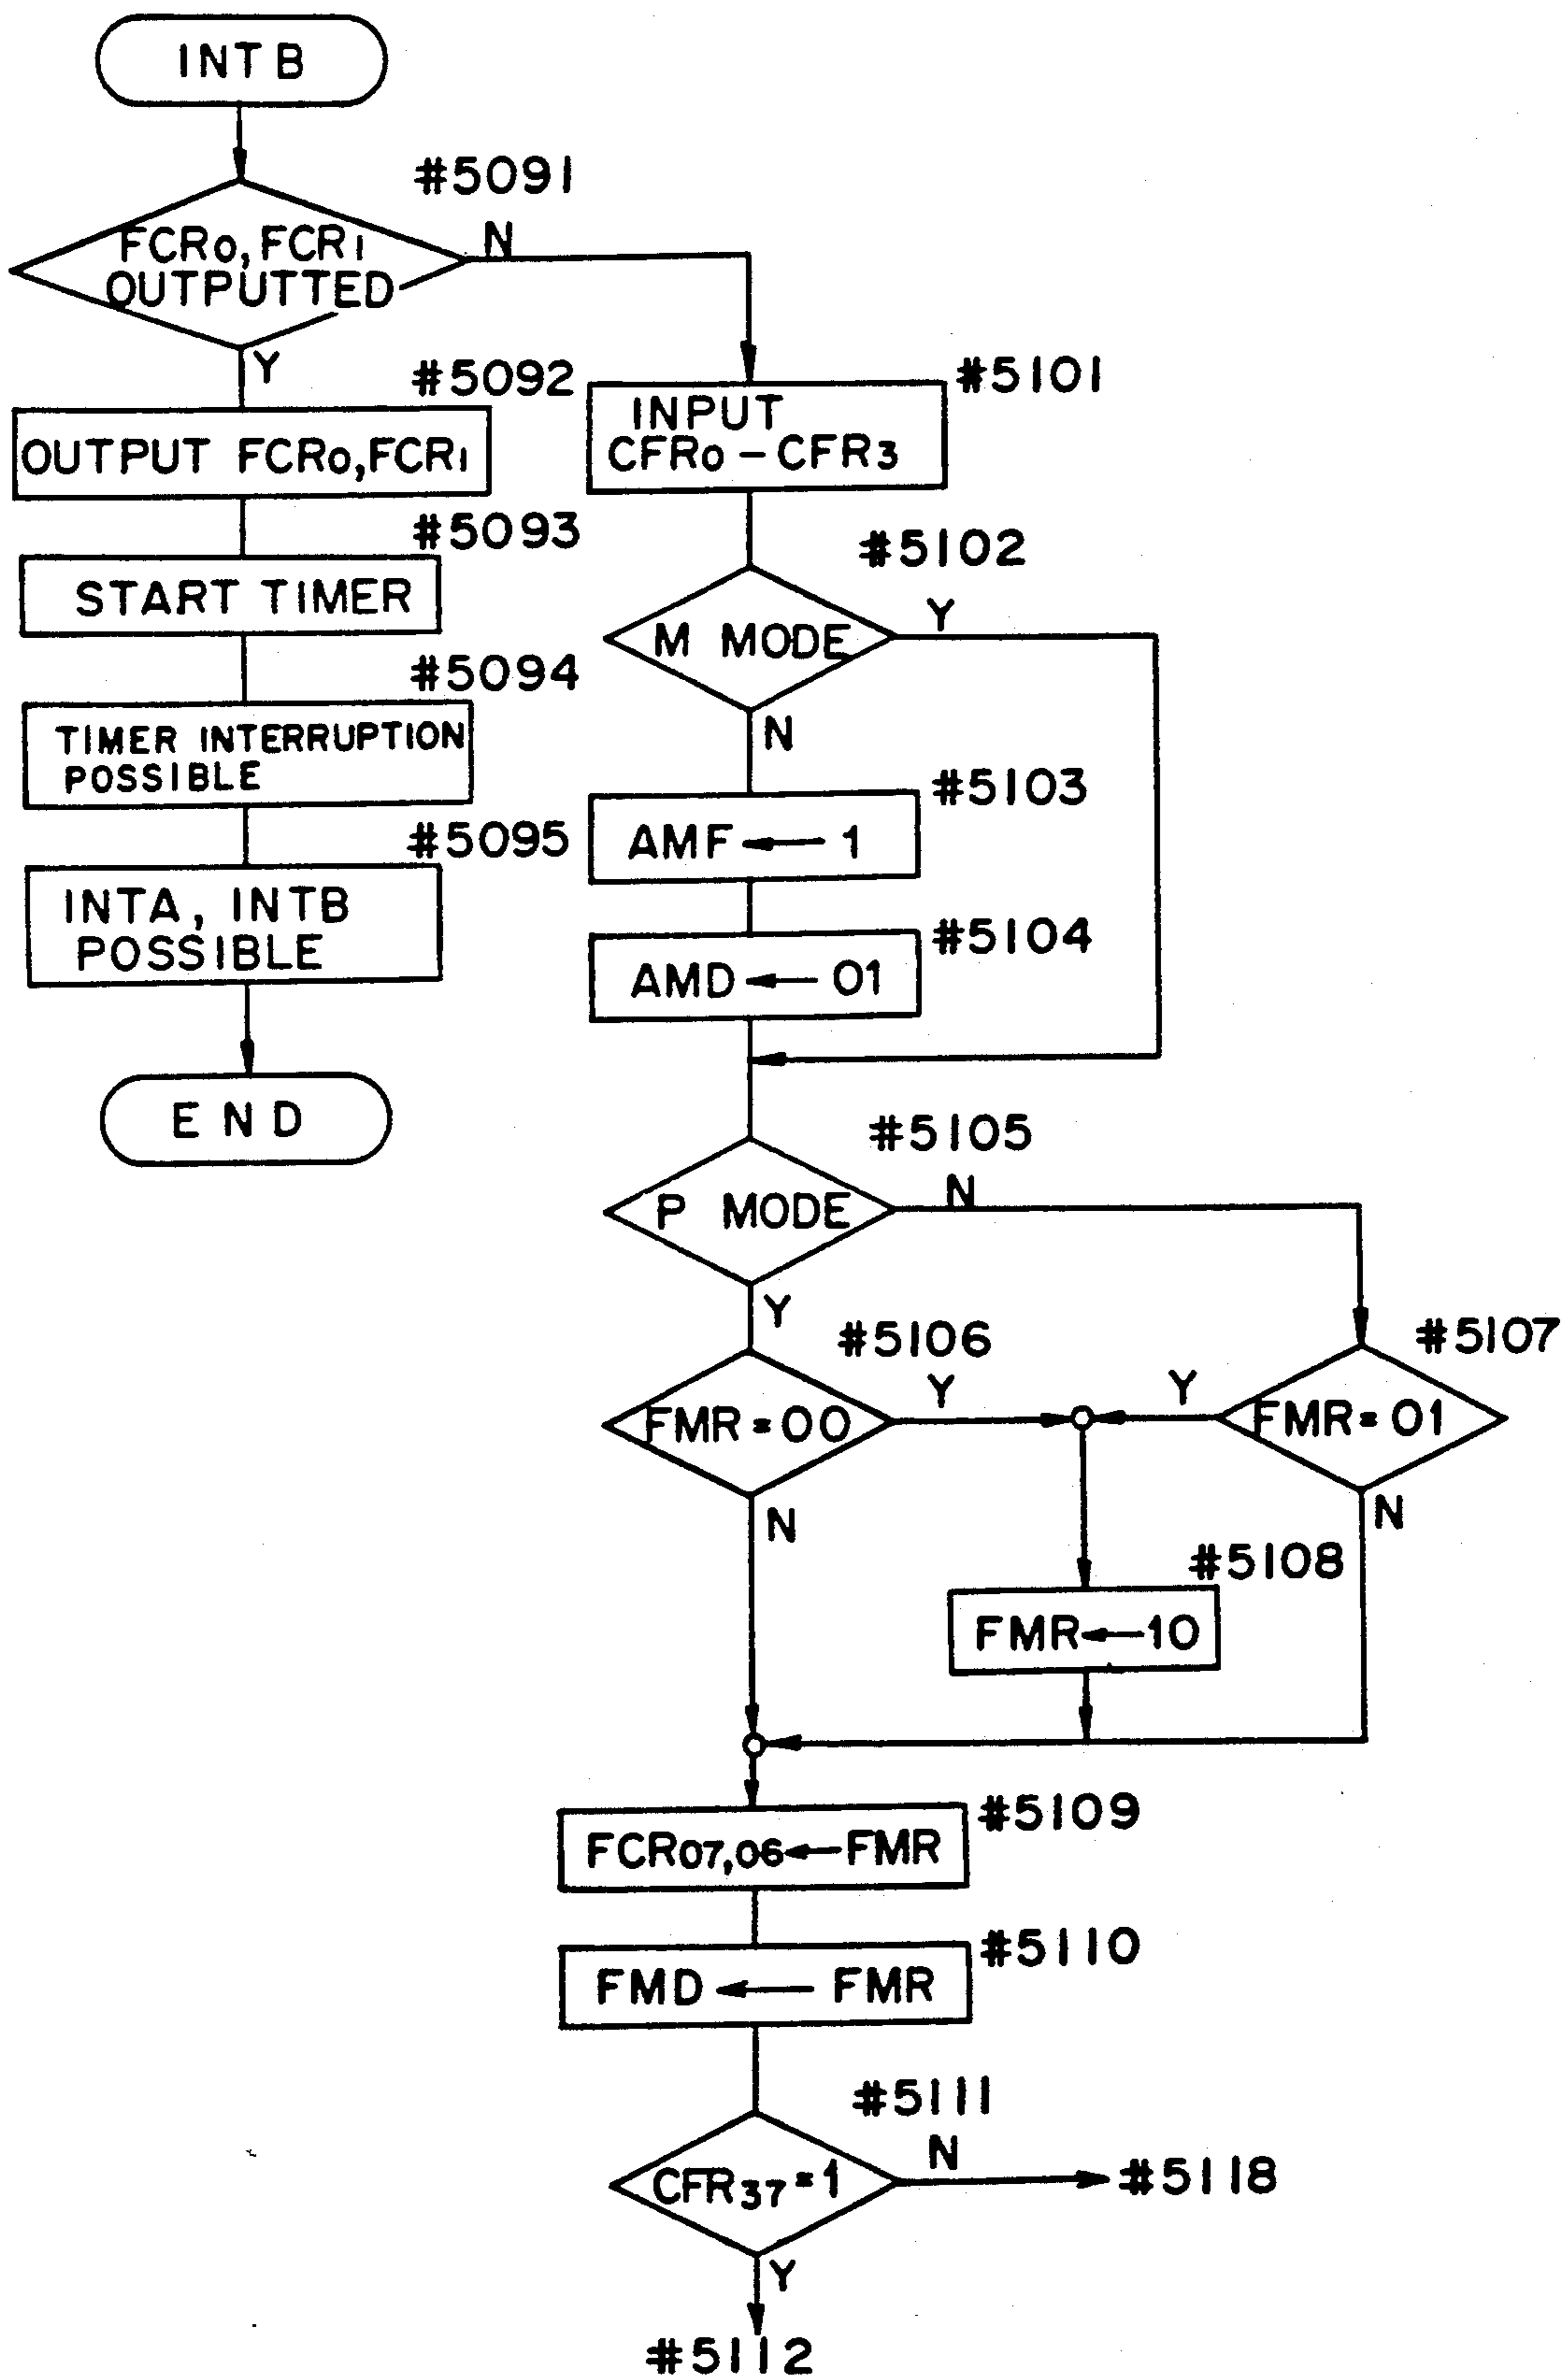 INTB
#5091
FCR0, FCR1
OUTPUTTED
N
Y
#5092
OUTPUT FCR0, FCR1
#5093
START TIMER
#5094
TIMER INTERRUPTION
POSSIBLE
#5095
INTA, INTB
POSSIBLE
END
#5101
INPUT
CFR0 - CFR3
#5102
M MODE
Y
N
#5103
AMF ← 1
#5104
AMD ← 01
#5105
P MODE
N
Y
#5106
FMR = 00
Y
N
#5107
FMR = 01
Y
N
#5108
FMR ← 10
#5109
FCR07,06 ← FMR
#5110
FMD ← FMR
#5111
CFR37 = 1
N
#5118
Y
#5112